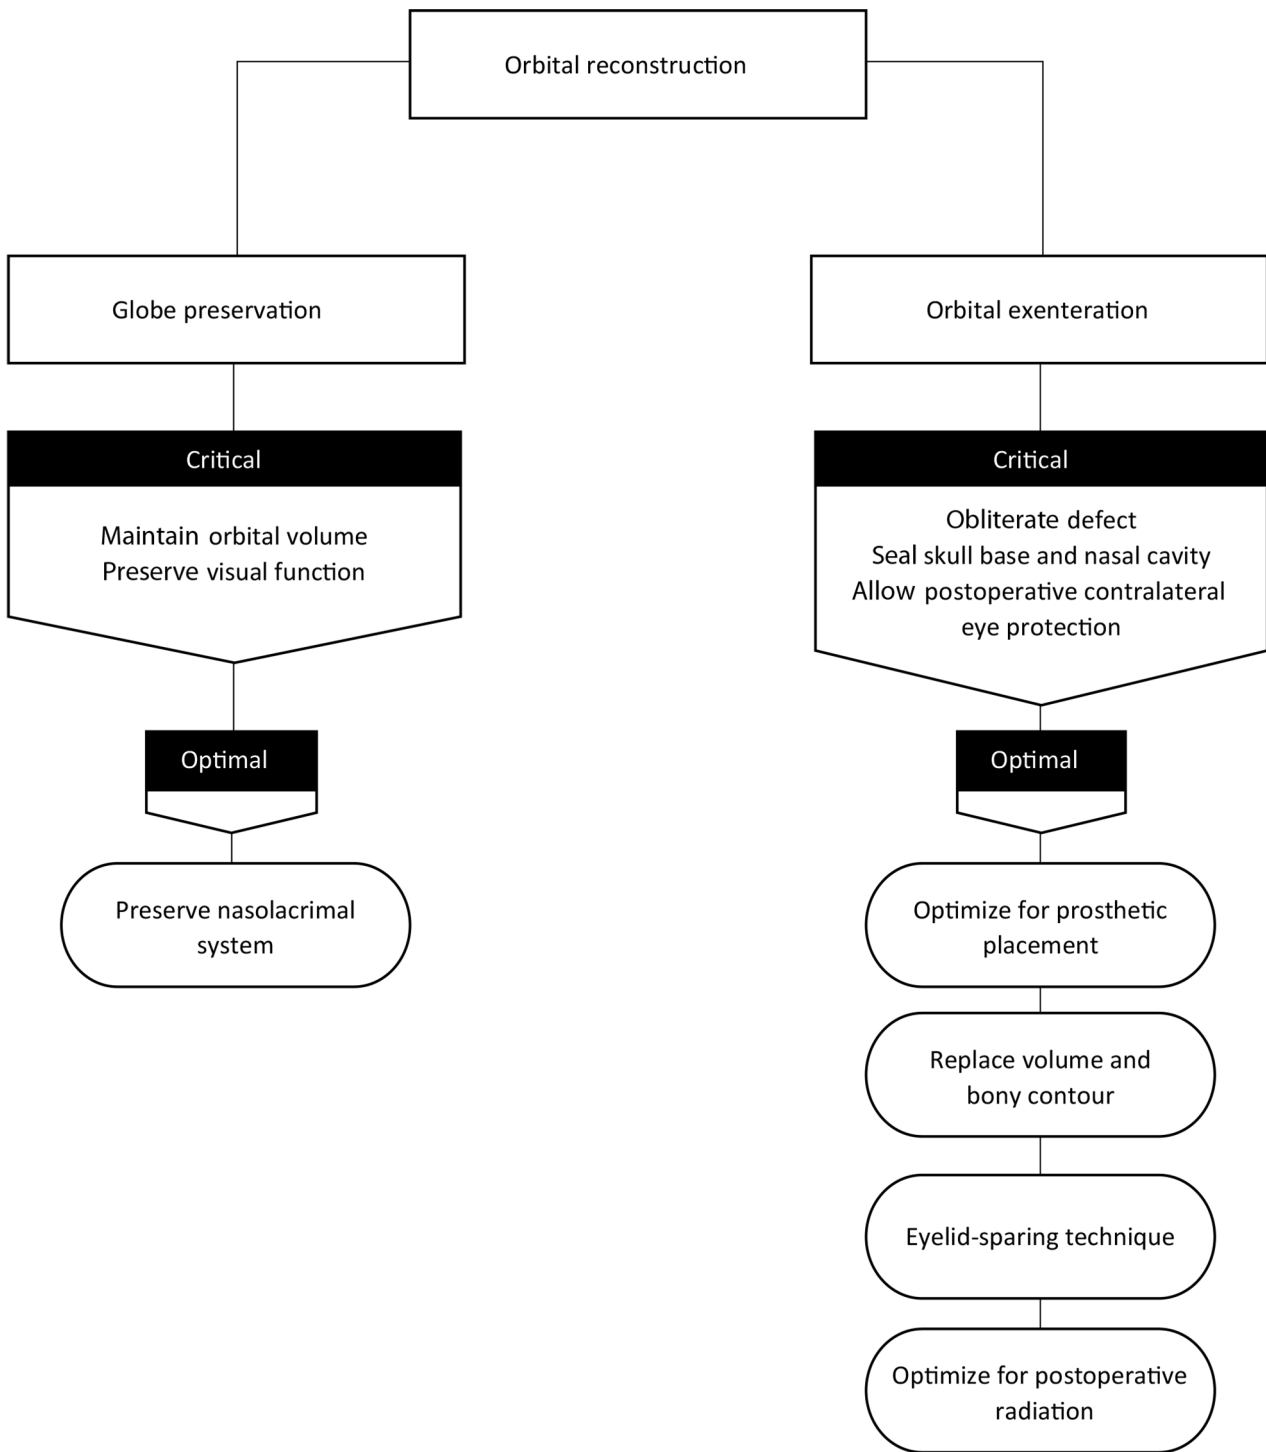 Orbital reconstruction
Globe preservation
Orbital exenteration
Critical
Maintain orbital volume
Preserve visual function
Critical
Obliterate defect
Seal skull base and nasal cavity
Allow postoperative contralateral
eye protection
Optimal
Optimal
Preserve nasolacrimal
system
Optimize for prosthetic
placement
Replace volume and
bony contour
Eyelid-sparing technique
Optimize for postoperative
radiation